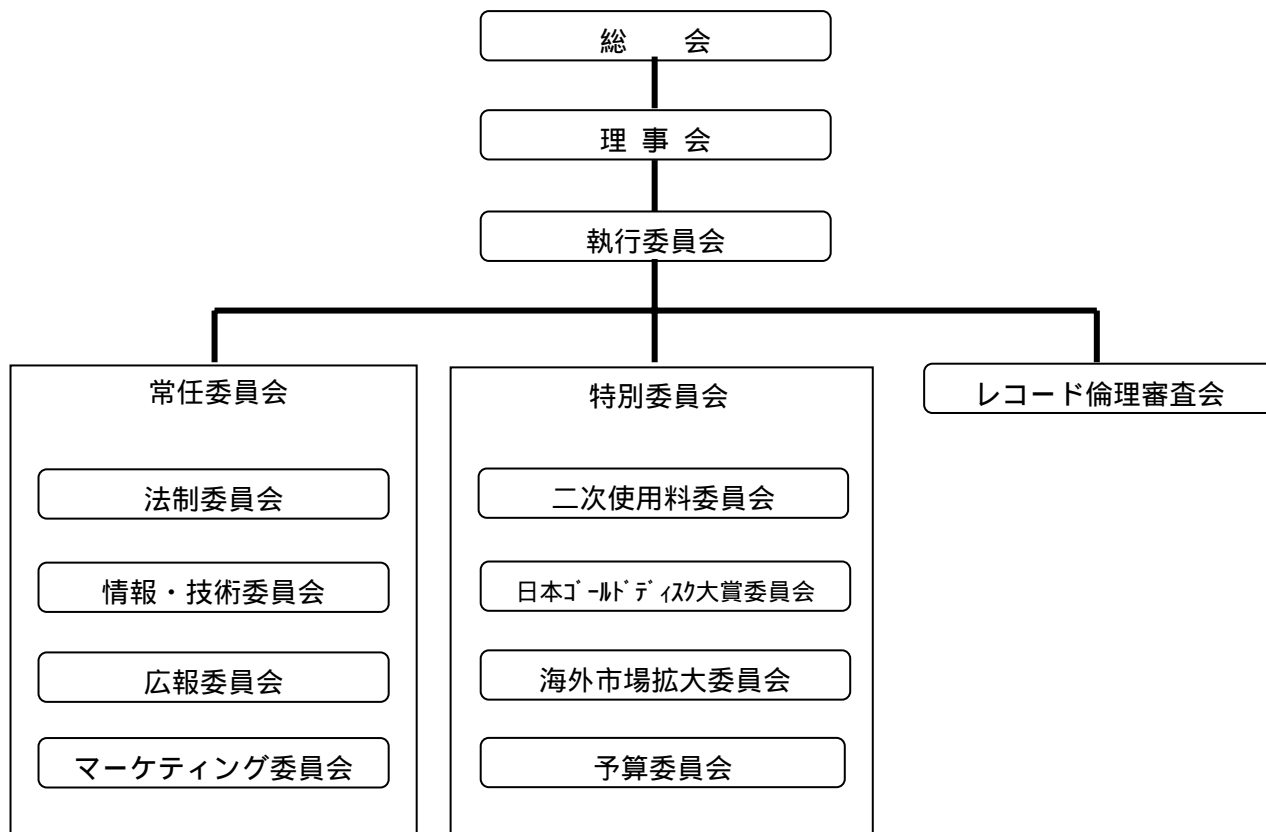 総　　会
理 事 会
執行委員会
常任委員会
法制委員会
情報・技術委員会
広報委員会
マーケティング委員会
特別委員会
二次使用料委員会
日本ｺﾞｰﾙﾄﾞﾃﾞｨｽｸ大賞委員会
海外市場拡大委員会
予算委員会
レコード倫理審査会